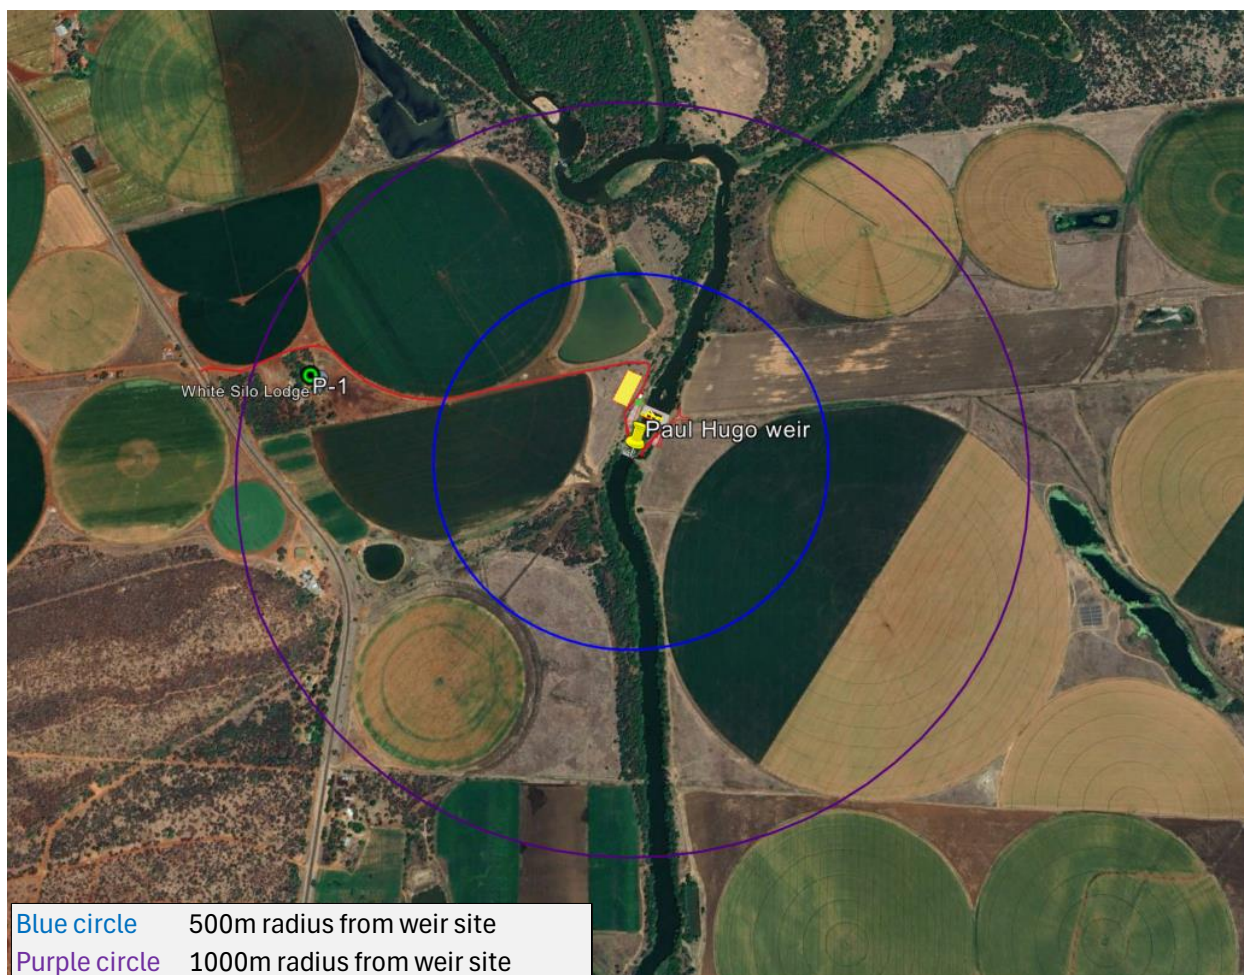 White Silo Lodge
P-1
Paul Hugo weir
Blue circle 500m radius from weir site
Purple circle 1000m radius from weir site